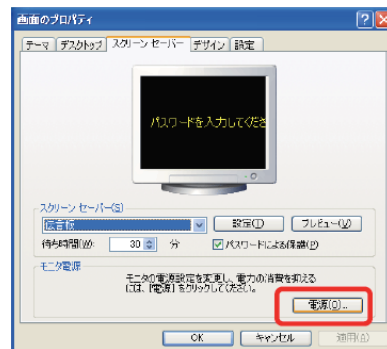 画面のプロパティ
テーマ デスクトップ スクリーン セーバー デザイン 設定
パスワードを入力してくださ
スクリーン セーバー(S)
伝言板 設定(T) プレビュー(V)
待ち時間(W): 30 分 パスワードによる保護(P)
モニタ電源
モニタの電源設定を変更し、電力の消費を抑える
には、[電源] をクリックしてください。
電源(O)...
OK キャンセル 適用(A)